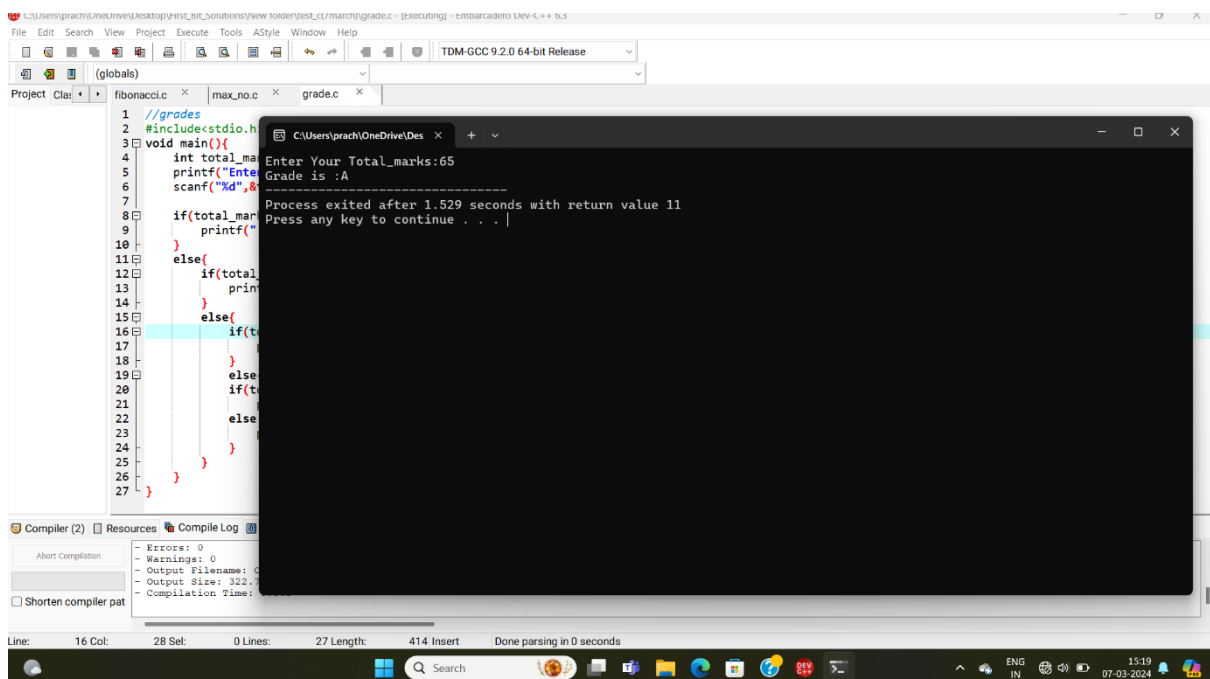 C:\Users\prach\OneDrive\Desktop\First_Bit_Solutions\New folder\test_c(7march)\grade.c - [Executing] - Embarcadero Dev-C++ 6.3
File Edit Search View Project Execute Tools AStyle Window Help
TDM-GCC 9.2.0 64-bit Release
(globals)
Project Clas fibonacci.c max_no.c grade.c
1 //grades
2 #include<stdio.h
3 void main(){
4 int total_ma
5 printf("Ente
6 scanf("%d",&
7
8 if(total_mar
9 printf("
10 }
11 else{
12 if(total_
13 prin
14 }
15 else{
16 if(to
17
18 }
19 else
20 if(to
21
22 else
23
24 }
25 }
26 }
27 }
C:\Users\prach\OneDrive\Des
Enter Your Total_marks:65
Grade is :A
--------------------------------
Process exited after 1.529 seconds with return value 11
Press any key to continue . . .
Compiler (2) Resources Compile Log
Abort Compilation
Shorten compiler pat
- Errors: 0
- Warnings: 0
- Output Filename: C
- Output Size: 322.7
- Compilation Time:
Line: 16 Col: 28 Sel: 0 Lines: 27 Length: 414 Insert Done parsing in 0 seconds
Search
DEV C++
PRE
ENG
IN
15:19
07-03-2024